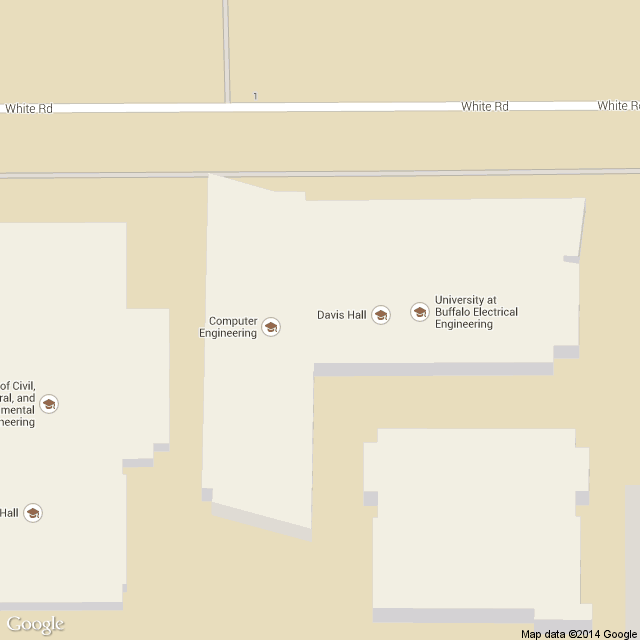 1
White Rd
White Rd
White R
Computer
Engineering
Davis Hall
University at
Buffalo Electrical
Engineering
of Civil,
ral, and
mental
neering
Hall
Google
Map data ©2014 Google